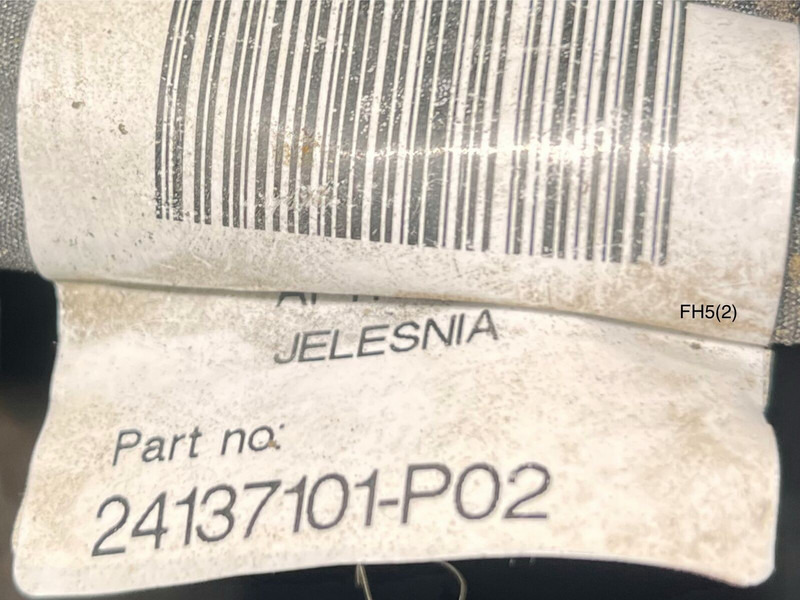 FH5(2)
JELESNIA
Part no:
24137101-P02